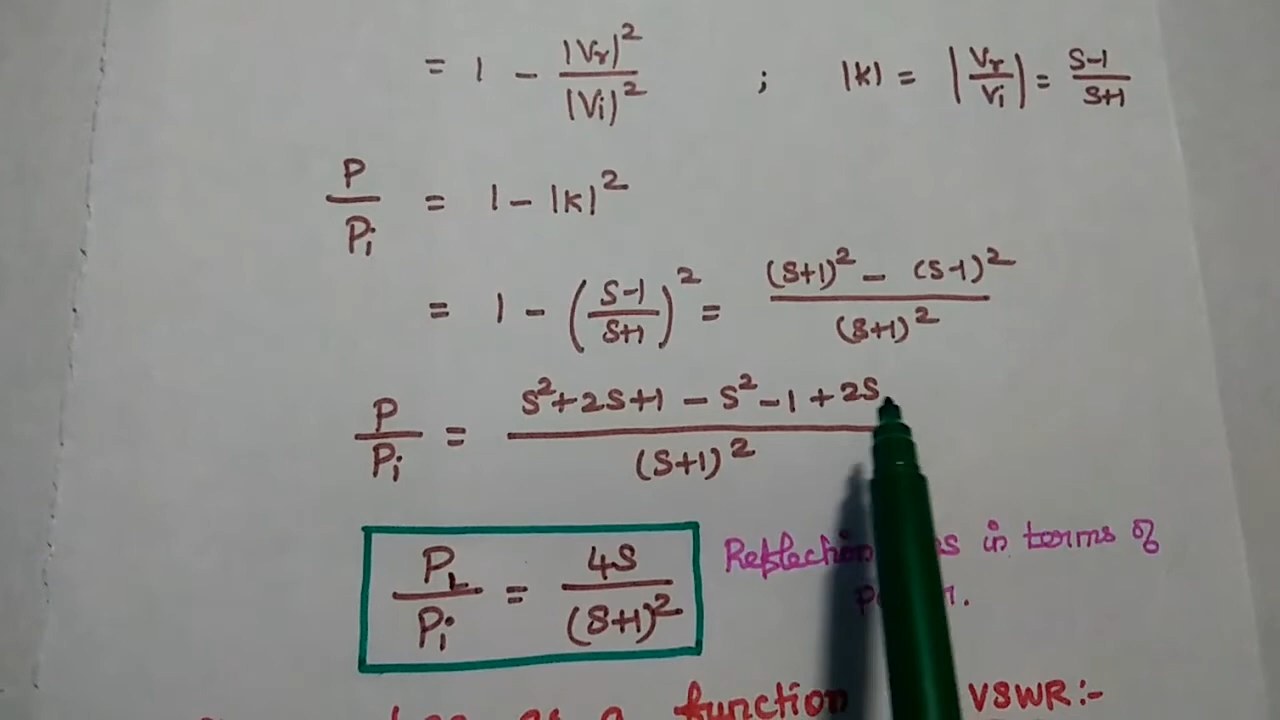 = 1 - |Vr|² / |Vi|² ; |K| = |Vr / Vi| = S-1 / S+1
P / Pi = 1 - |K|²
= 1 - (S-1 / S+1)² = (S+1)² - (S-1)² / (S+1)²
P / Pi = S² + 2S + 1 - S² - 1 + 2S / (S+1)²
PL / Pi = 4S / (S+1)² Reflection in terms of
function VSWR:-